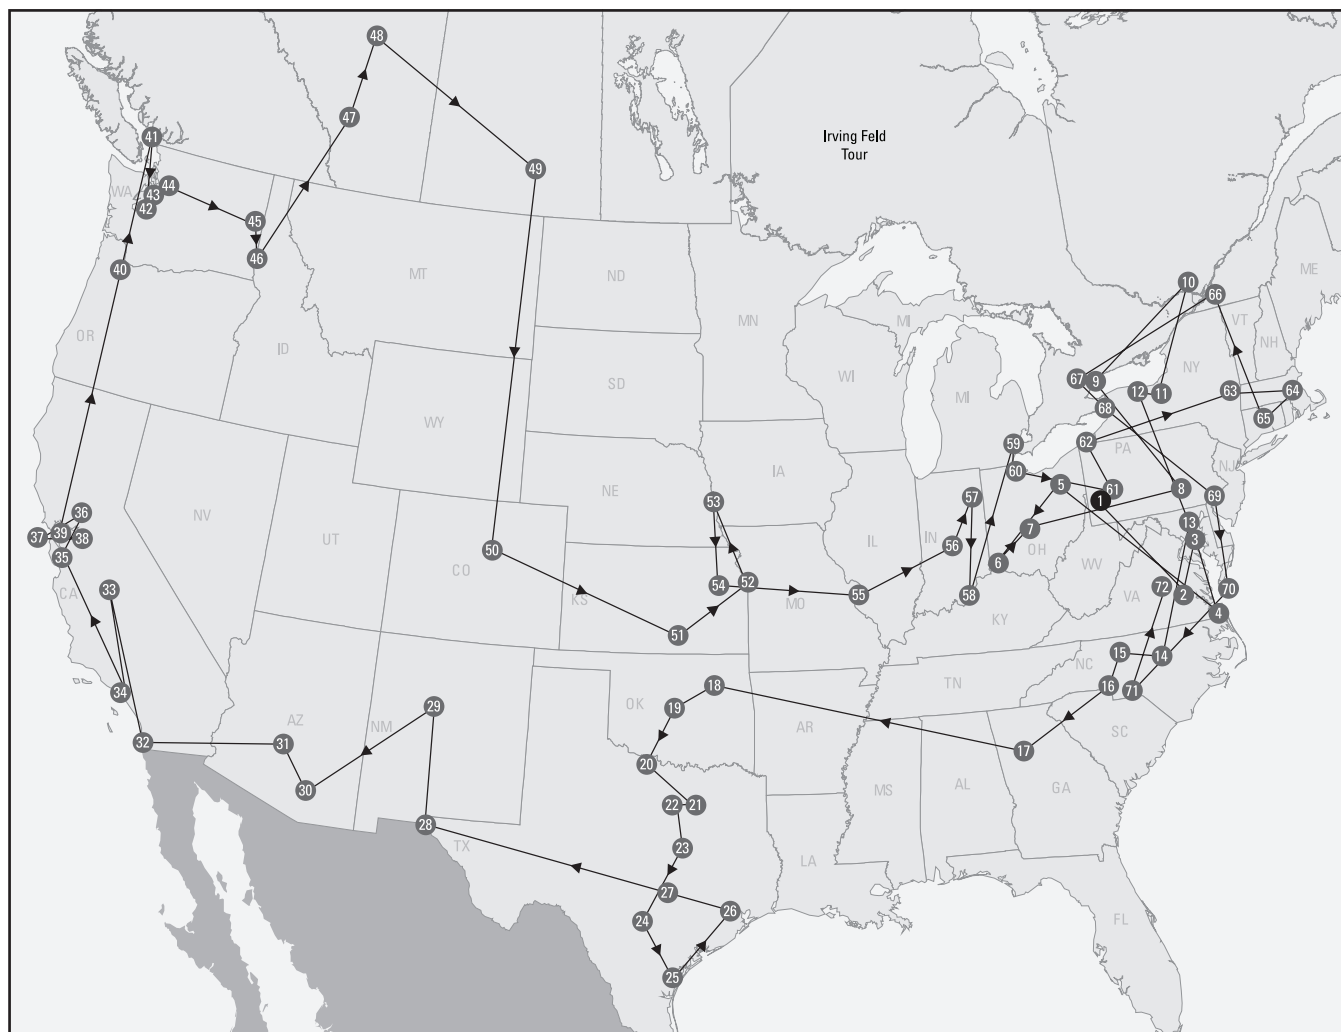 48
Irving Feld
Tour
41
47
49
WA
43
44
42
45
46
40
MT
ND
MN
MI
ME
10
66
VT
NH
OR
ID
SD
WI
NY
67
9
12
11
63
64
MI
68
65
WY
59
62
PA
IA
60
5
61
NJ
NE
57
1
8
69
53
36
37
39
38
35
NV
UT
CO
50
IL
IN
56
7
OH
6
13
3
WV
CA
33
KS
54
52
MO
55
58
72
2
70
VA
4
KY
51
15
14
NC
TN
34
18
16
71
OK
19
29
AZ
NM
AR
SC
32
31
17
20
30
22
21
MS
AL
GA
28
TX
23
LA
27
24
26
FL
25